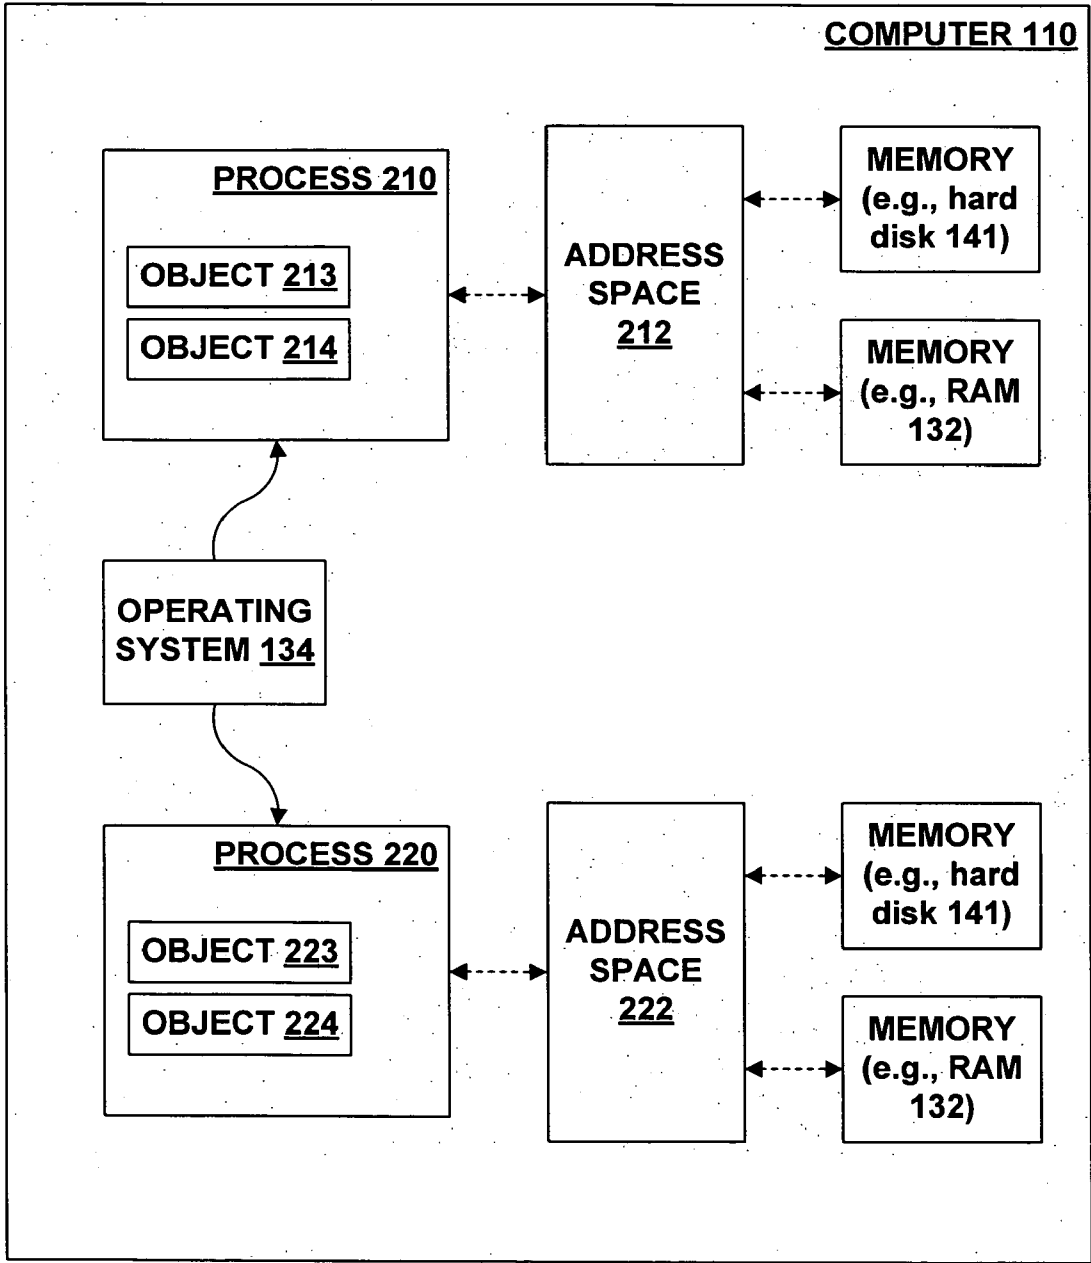 COMPUTER 110
PROCESS 210
OBJECT 213
OBJECT 214
ADDRESS
SPACE
212
MEMORY
(e.g., hard
disk 141)
MEMORY
(e.g., RAM
132)
OPERATING
SYSTEM 134
PROCESS 220
OBJECT 223
OBJECT 224
ADDRESS
SPACE
222
MEMORY
(e.g., hard
disk 141)
MEMORY
(e.g., RAM
132)